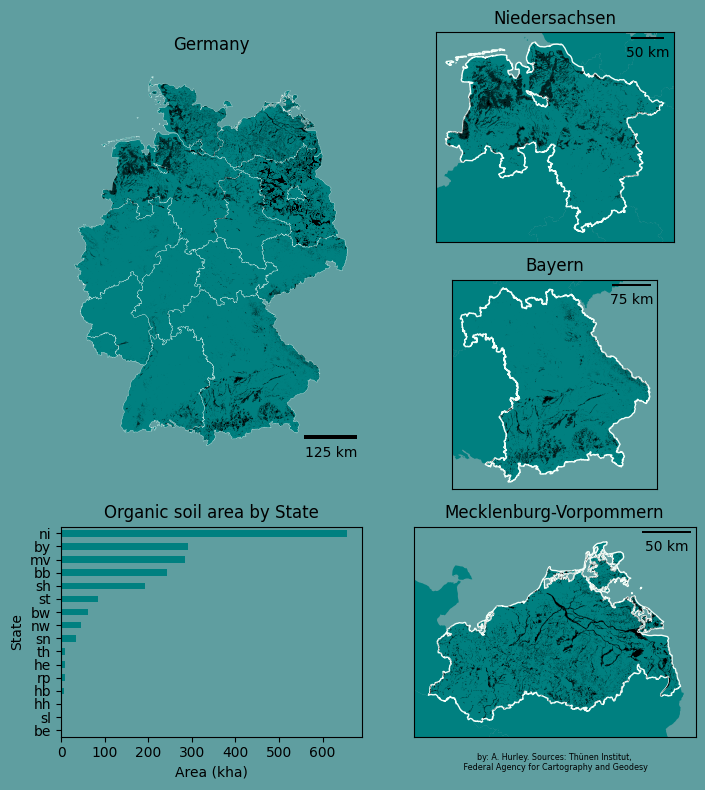 Germany
125 km
Niedersachsen
50 km
Bayern
75 km
Organic soil area by State
State
ni
by
mv
bb
sh
st
bw
nw
sn
th
he
rp
hb
hh
sl
be
0 100 200 300 400 500 600
Area (kha)
Mecklenburg-Vorpommern
50 km
by: A. Hurley. Sources: Thünen Institut,
Federal Agency for Cartography and Geodesy